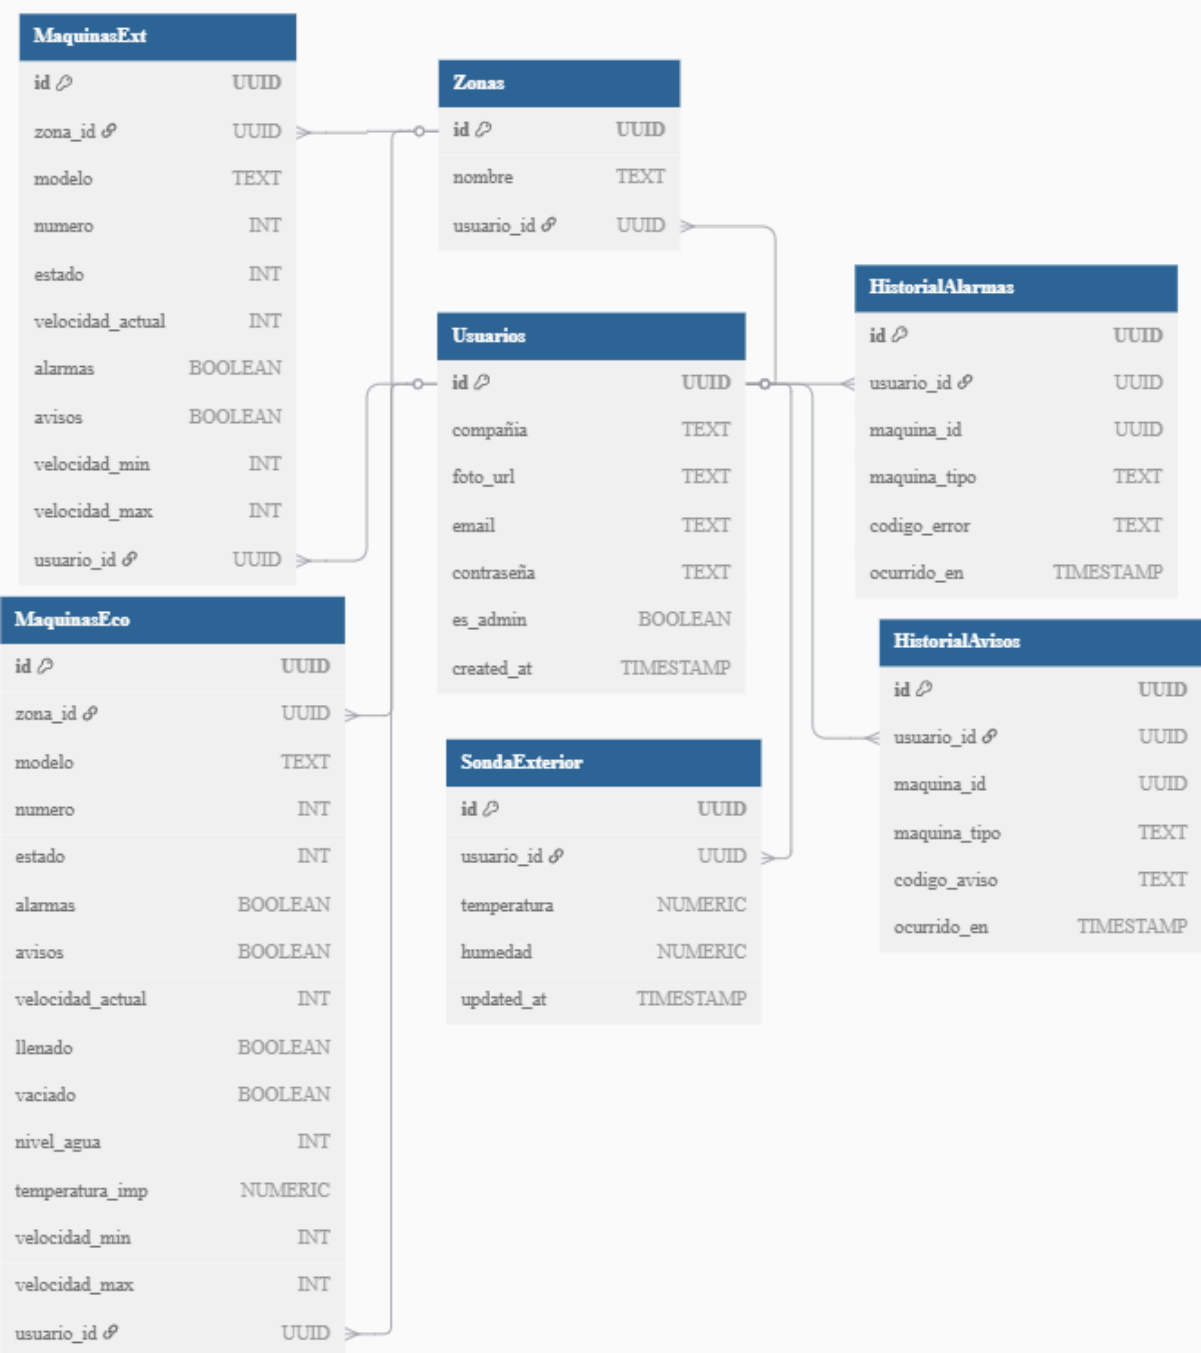 MaquinasExt
id UUID
zona_id UUID
modelo TEXT
numero INT
estado INT
velocidad_actual INT
alarmas BOOLEAN
avisos BOOLEAN
velocidad_min INT
velocidad_max INT
usuario_id UUID
MaquinasEco
id UUID
zona_id UUID
modelo TEXT
numero INT
estado INT
alarmas BOOLEAN
avisos BOOLEAN
velocidad_actual INT
llenado BOOLEAN
vaciado BOOLEAN
nivel_agua INT
temperatura_imp NUMERIC
velocidad_min INT
velocidad_max INT
usuario_id UUID
Zonas
id UUID
nombre TEXT
usuario_id UUID
Usuarios
id UUID
compañia TEXT
foto_url TEXT
email TEXT
contraseña TEXT
es_admin BOOLEAN
created_at TIMESTAMP
SondaExterior
id UUID
usuario_id UUID
temperatura NUMERIC
humedad NUMERIC
updated_at TIMESTAMP
HistorialAlarmas
id UUID
usuario_id UUID
maquina_id UUID
maquina_tipo TEXT
codigo_error TEXT
ocurrido_en TIMESTAMP
HistorialAvisos
id UUID
usuario_id UUID
maquina_id UUID
maquina_tipo TEXT
codigo_aviso TEXT
ocurrido_en TIMESTAMP